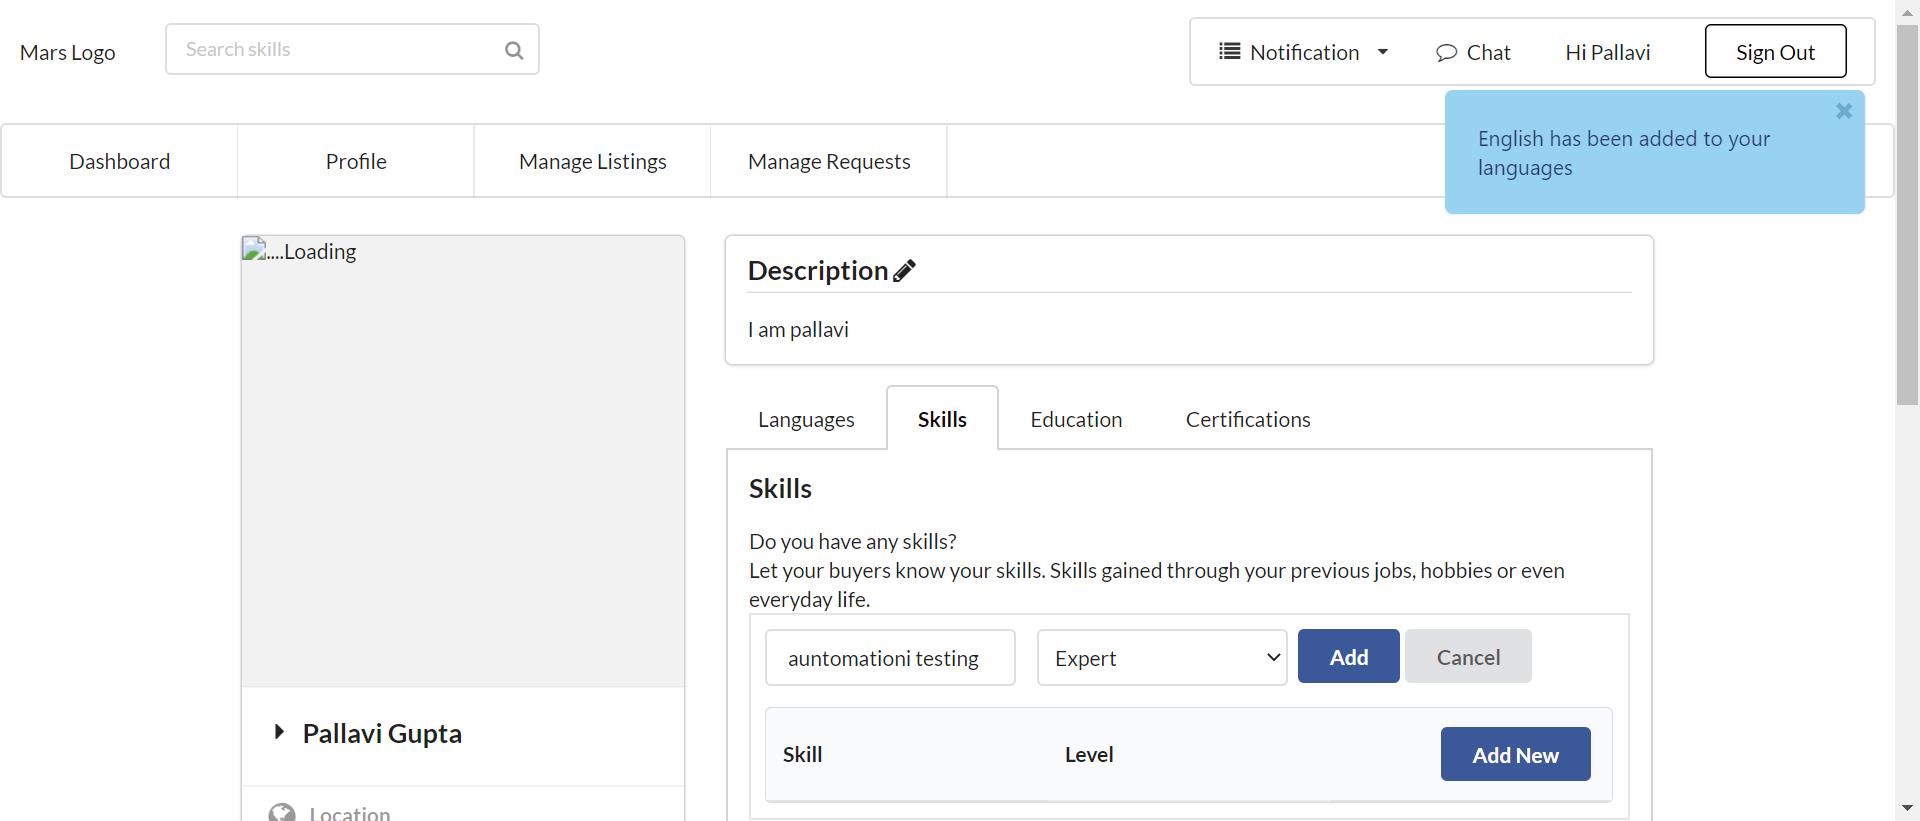 Mars Logo
Search skills
Notification
Chat
Hi Pallavi
Sign Out
English has been added to your
languages
Dashboard
Profile
Manage Listings
Manage Requests
....Loading
Pallavi Gupta
Location
Description
I am pallavi
Languages
Skills
Education
Certifications
Skills
Do you have any skills?
Let your buyers know your skills. Skills gained through your previous jobs, hobbies or even
everyday life.
auntomationi testing
Expert
Add
Cancel
Skill
Level
Add New